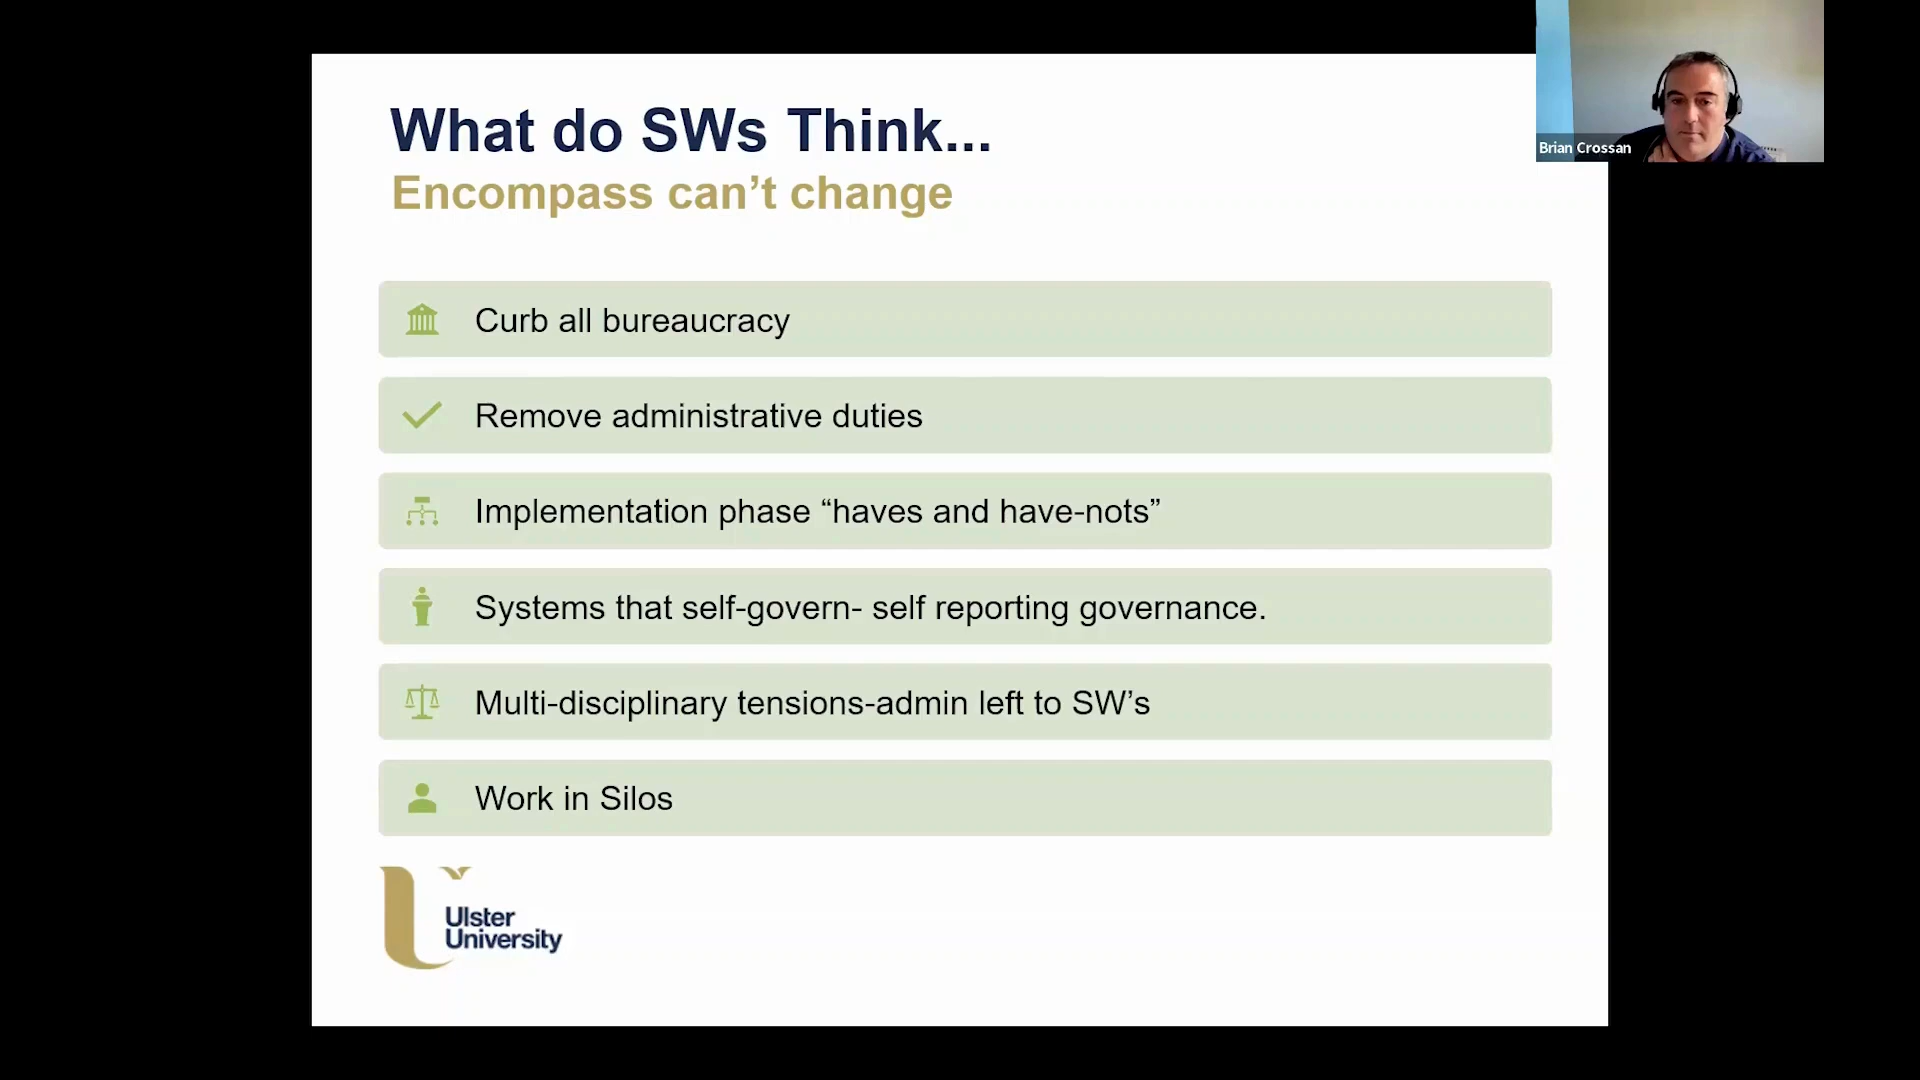 What do SWs Think...
Encompass can’t change
Brian Crossan
Curb all bureaucracy
Remove administrative duties
Implementation phase “haves and have-nots”
Systems that self-govern- self reporting governance.
Multi-disciplinary tensions-admin left to SW’s
Work in Silos
Ulster
University